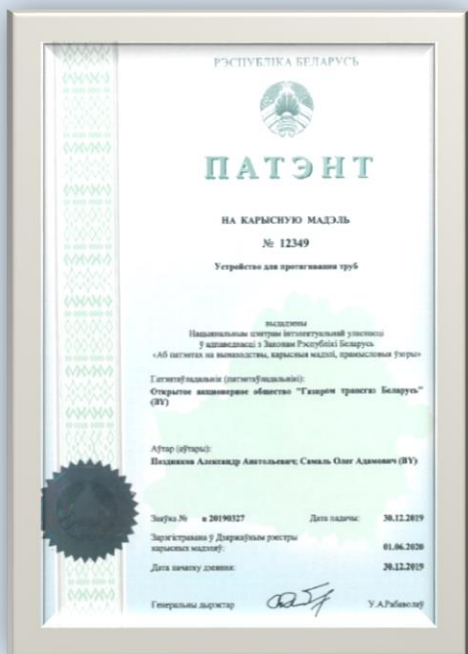 РЭСПУБЛІКА БЕЛАРУСЬ
ПАТЭНТ
НА КАРЫСНУЮ МАДЭЛЬ
№ 12349
Устройство для протягивания труб
выдадзены
Нацыянальным цэнтрам інтэлектуальнай уласнасці
ў адпаведнасці з Законам Рэспублікі Беларусь
«Аб патэнтах на вынаходствы, карысныя мадэлі, прамысловыя ўзоры»
Патэнтаўладальнік (патэнтаўладальнікі):
Открытое акционерное общество "Газпром трансгаз Беларусь"
(BY)
Аўтар (аўтары):
Поздняков Александр Анатольевич; Самаль Олег Адамович (BY)
Заяўка № u 20190327 Дата падачы: 30.12.2019
Зарэгістравана ў Дзяржаўным рэестры
карысных мадэляў: 01.06.2020
Дата пачатку дзеяння: 30.12.2019
Генеральны дырэктар У.А.Рабаволаў